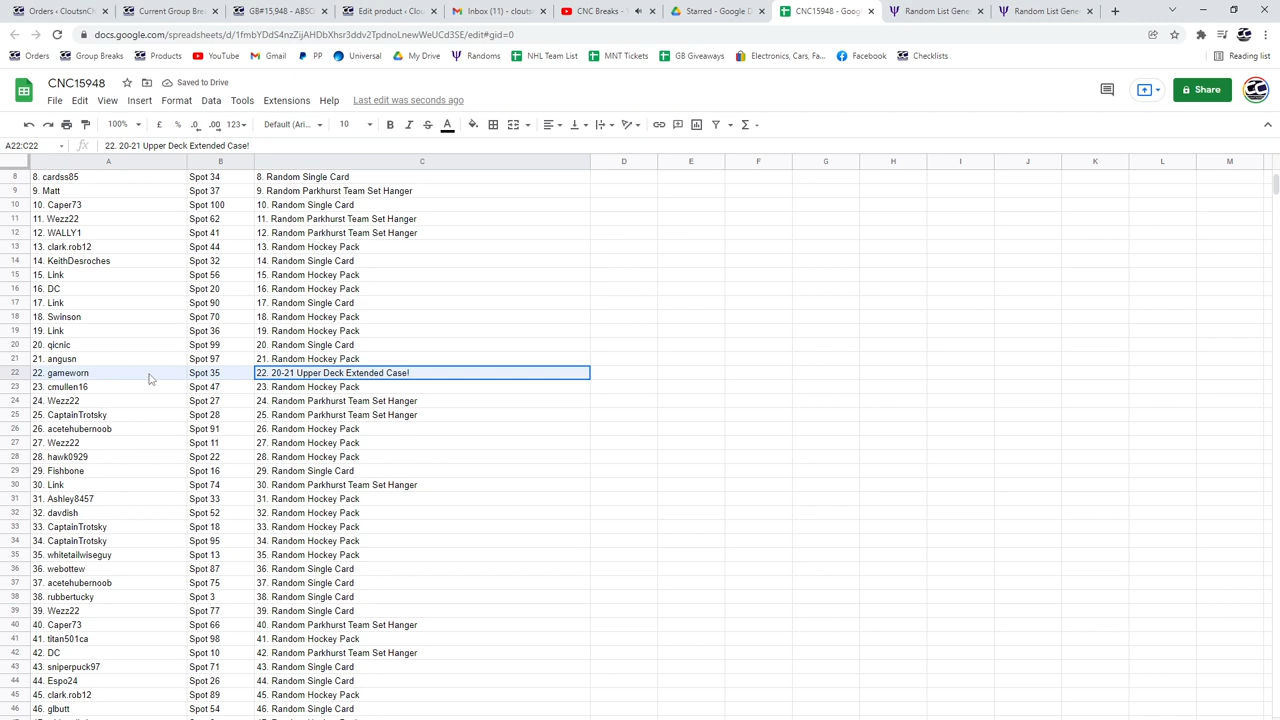 Orders ‹ CloutsnCH
Current Group Break
GB#15,948 - ABSO
Edit product ‹ Clou
Inbox (11) - clouts
CNC Breaks -
Starred - Google D
CNC15948 - Goog
Random List Gene
Random List Gene
docs.google.com/spreadsheets/d/1fmbYDdS4nzZijAHDbXhsr3ddv2TpdnoLnewWeUCd3SE/edit#gid=0
Orders Group Breaks Products YouTube Gmail PP Universal My Drive Randoms NHL Team List MNT Tickets GB Giveaways Electronics, Cars, Fa... Facebook Checklists Reading list
CNC15948 Saved to Drive
File Edit View Insert Format Data Tools Extensions Help Last edit was seconds ago
Share
100% £ % .0 .00 123 Default (Ari... 10 B I S A
A22:C22 fx 22. 20-21 Upper Deck Extended Case!
A B C D E F G H I J K L M
8 8. cardss85 Spot 34 8. Random Single Card
9 9. Matt Spot 37 9. Random Parkhurst Team Set Hanger
10 10. Caper73 Spot 100 10. Random Single Card
11 11. Wezz22 Spot 62 11. Random Parkhurst Team Set Hanger
12 12. WALLY1 Spot 41 12. Random Parkhurst Team Set Hanger
13 13. clark.rob12 Spot 44 13. Random Hockey Pack
14 14. KeithDesroches Spot 32 14. Random Single Card
15 15. Link Spot 56 15. Random Hockey Pack
16 16. DC Spot 20 16. Random Hockey Pack
17 17. Link Spot 90 17. Random Single Card
18 18. Swinson Spot 70 18. Random Hockey Pack
19 19. Link Spot 36 19. Random Hockey Pack
20 20. qicnic Spot 99 20. Random Single Card
21 21. angusn Spot 97 21. Random Hockey Pack
22 22. gameworn Spot 35 22. 20-21 Upper Deck Extended Case!
23 23. cmullen16 Spot 47 23. Random Hockey Pack
24 24. Wezz22 Spot 27 24. Random Parkhurst Team Set Hanger
25 25. CaptainTrotsky Spot 28 25. Random Parkhurst Team Set Hanger
26 26. acetehubernoob Spot 91 26. Random Hockey Pack
27 27. Wezz22 Spot 11 27. Random Hockey Pack
28 28. hawk0929 Spot 22 28. Random Hockey Pack
29 29. Fishbone Spot 16 29. Random Single Card
30 30. Link Spot 74 30. Random Parkhurst Team Set Hanger
31 31. Ashley8457 Spot 33 31. Random Hockey Pack
32 32. davdish Spot 52 32. Random Hockey Pack
33 33. CaptainTrotsky Spot 18 33. Random Hockey Pack
34 34. CaptainTrotsky Spot 95 34. Random Hockey Pack
35 35. whitetailwiseguy Spot 13 35. Random Hockey Pack
36 36. webottew Spot 87 36. Random Single Card
37 37. acetehubernoob Spot 75 37. Random Single Card
38 38. rubbertucky Spot 3 38. Random Single Card
39 39. Wezz22 Spot 77 39. Random Single Card
40 40. Caper73 Spot 66 40. Random Parkhurst Team Set Hanger
41 41. titan501ca Spot 98 41. Random Hockey Pack
42 42. DC Spot 10 42. Random Parkhurst Team Set Hanger
43 43. sniperpuck97 Spot 71 43. Random Single Card
44 44. Espo24 Spot 26 44. Random Single Card
45 45. clark.rob12 Spot 89 45. Random Hockey Pack
46 46. glbutt Spot 54 46. Random Single Card